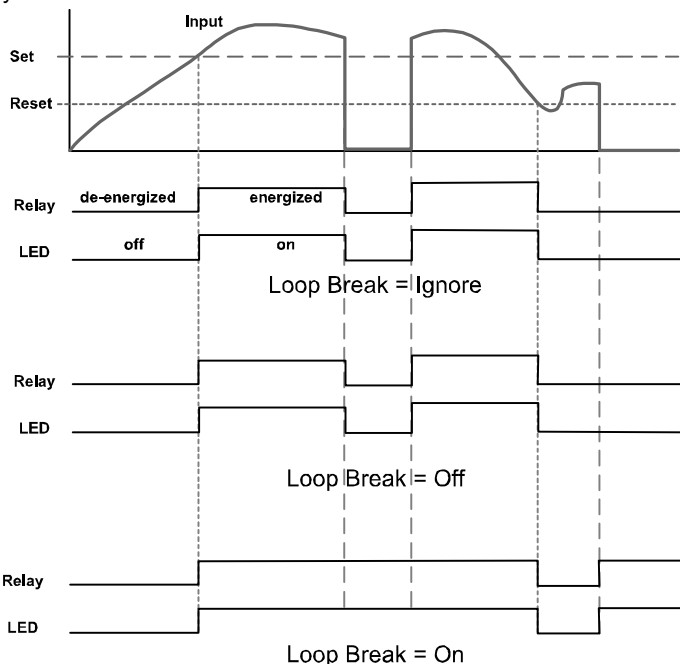 y
Input
Set
Reset
Relay de-energized energized
LED off on
Loop Break = Ignore
Relay
LED
Loop Break = Off
Relay
LED
Loop Break = On